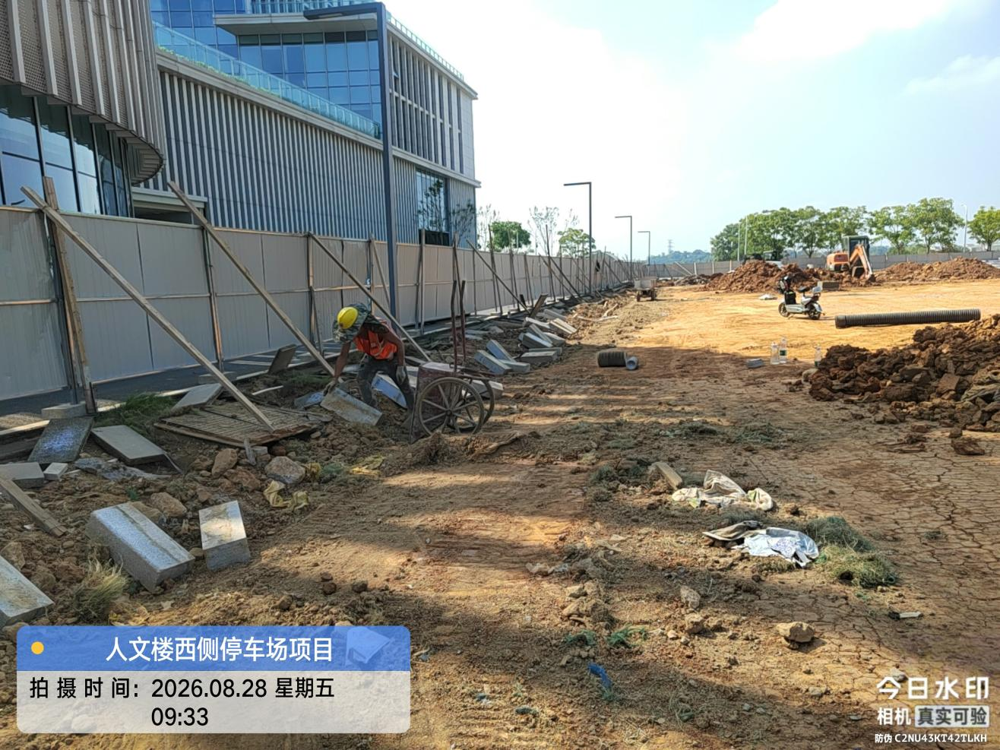 人文楼西侧停车场项目
拍摄时间: 2026.08.28 星期五
09:33
今日水印
相机 真实可验
防伪 C2NU43KT42TLKH